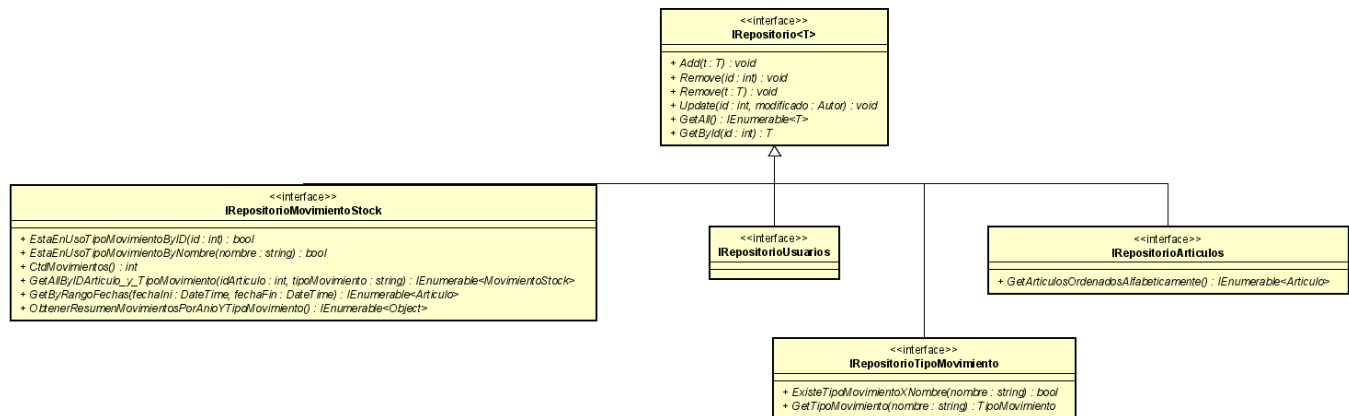 <<interface>>
IRepositorio<T>
+ Add(t : T) : void
+ Remove(id : int) : void
+ Remove(t : T) : void
+ Update(id : int, modificado : Autor) : void
+ GetAll() : IEnumerable<T>
+ GetById(id : int) : T
<<interface>>
IRepositorioMovimientoStock
+ EstaEnUsoTipoMovimientoByID(id : int) : bool
+ EstaEnUsoTipoMovimientoByNombre(nombre : string) : bool
+ CtdMovimientos() : int
+ GetAllByIDArticulo_y_TipoMovimiento(idArticulo : int, tipoMovimiento : string) : IEnumerable<MovimientoStock>
+ GetByRangoFechas(fechaIni : DateTime, fechaFin : DateTime) : IEnumerable<Articulo>
+ ObtenerResumenMovimientosPorAnioYTipoMovimiento() : IEnumerable<Object>
<<interface>>
IRepositorioUsuarios
<<interface>>
IRepositorioArticulos
+ GetArticulosOrdenadosAlfabeticamente() : IEnumerable<Articulo>
<<interface>>
IRepositorioTipoMovimiento
+ ExisteTipoMovimientoXNombre(nombre : string) : bool
+ GetTipoMovimiento(nombre : string) : TipoMovimiento